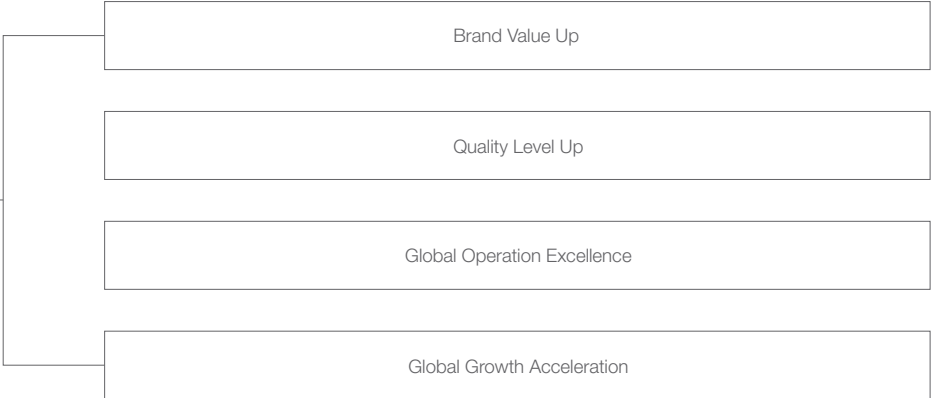 Brand Value Up
Quality Level Up
Global Operation Excellence
Global Growth Acceleration